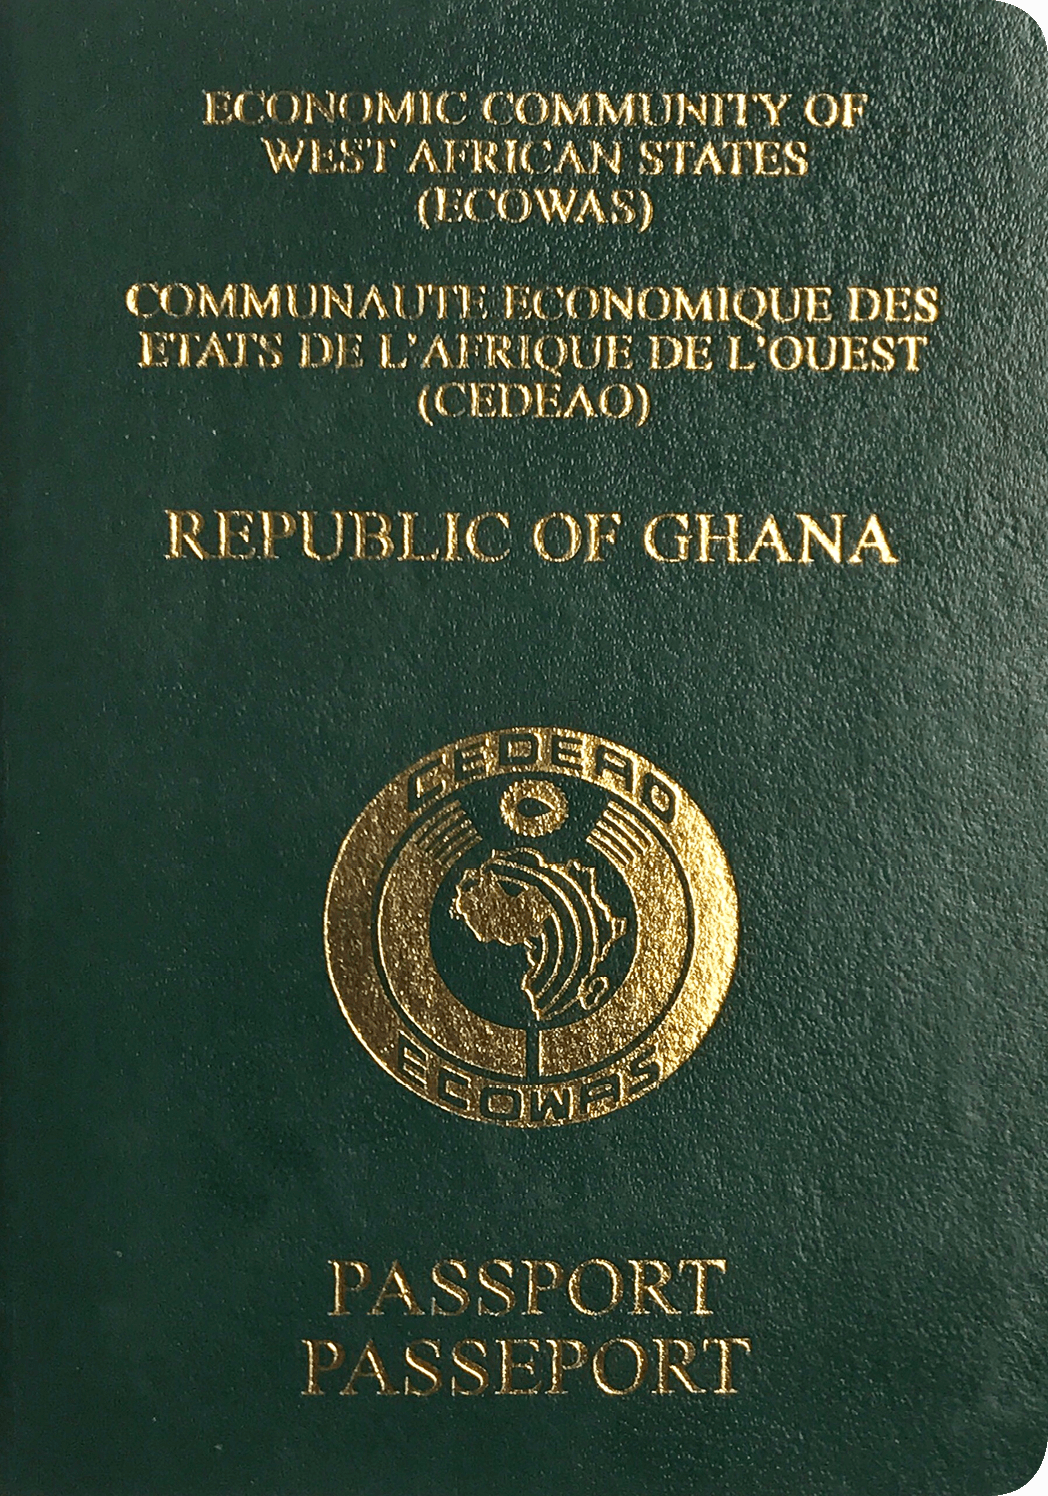 ECONOMIC COMMUNITY OF
WEST AFRICAN STATES
(ECOWAS)
COMMUNAUTE ECONOMIQUE DES
ETATS DE L'AFRIQUE DE L'OUEST
(CEDEAO)
REPUBLIC OF GHANA
CEDEAO
ECOWAS
PASSPORT
PASSEPORT